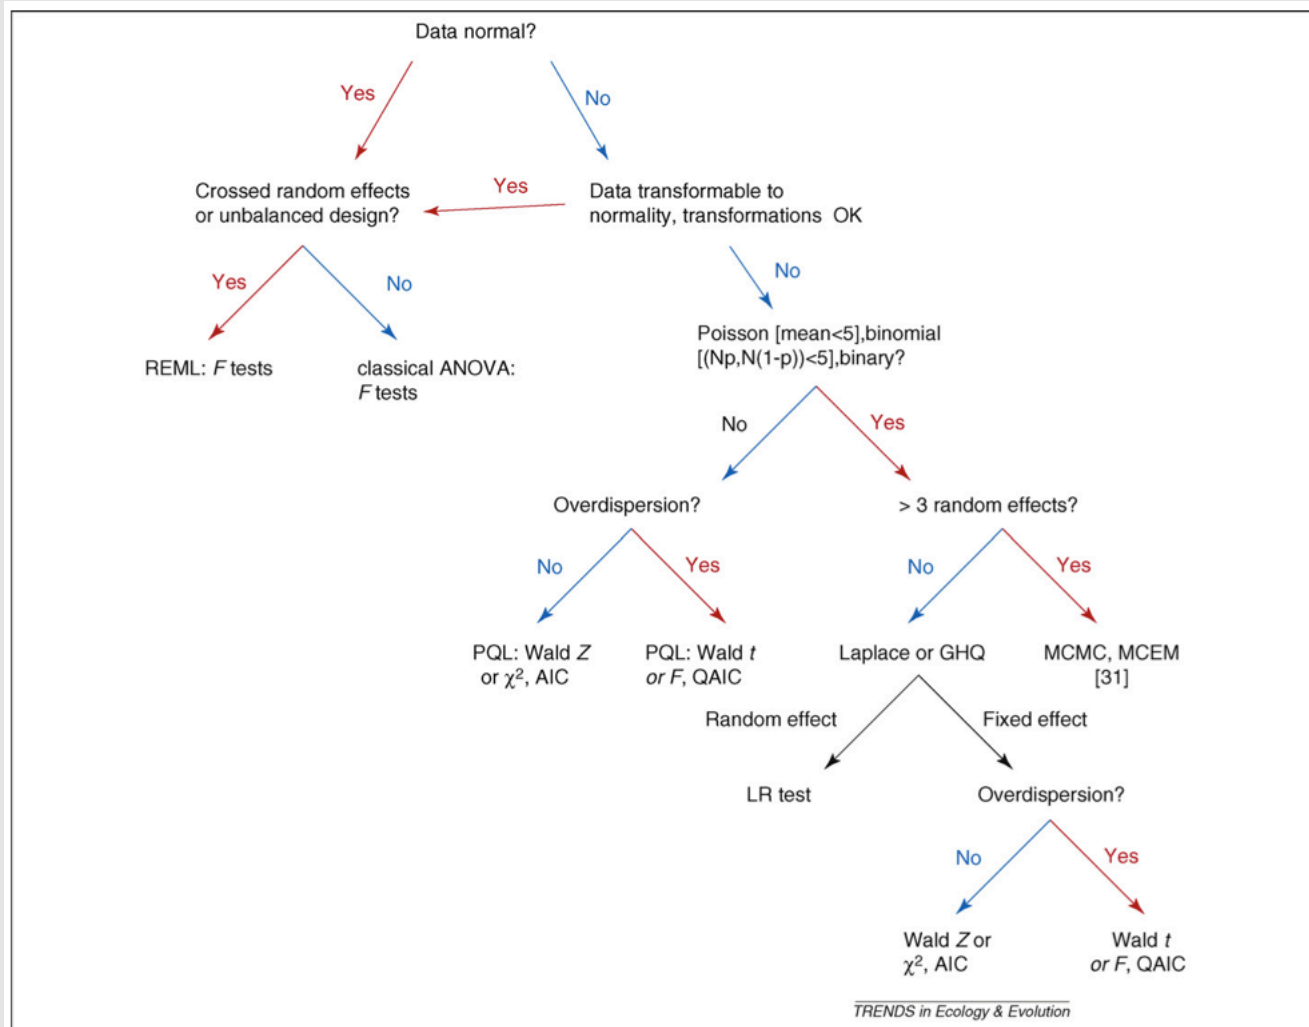 Data normal?
Yes
No
Crossed random effects
or unbalanced design?
Yes
Data transformable to
normality, transformations OK
Yes
No
No
REML: F tests
classical ANOVA:
F tests
Poisson [mean<5],binomial
[(Np,N(1-p))<5],binary?
No
Yes
Overdispersion?
> 3 random effects?
No
Yes
No
Yes
PQL: Wald Z
or χ², AIC
PQL: Wald t
or F, QAIC
Laplace or GHQ
MCMC, MCEM
[31]
Random effect
Fixed effect
LR test
Overdispersion?
No
Yes
Wald Z or
χ², AIC
Wald t
or F, QAIC
TRENDS in Ecology & Evolution